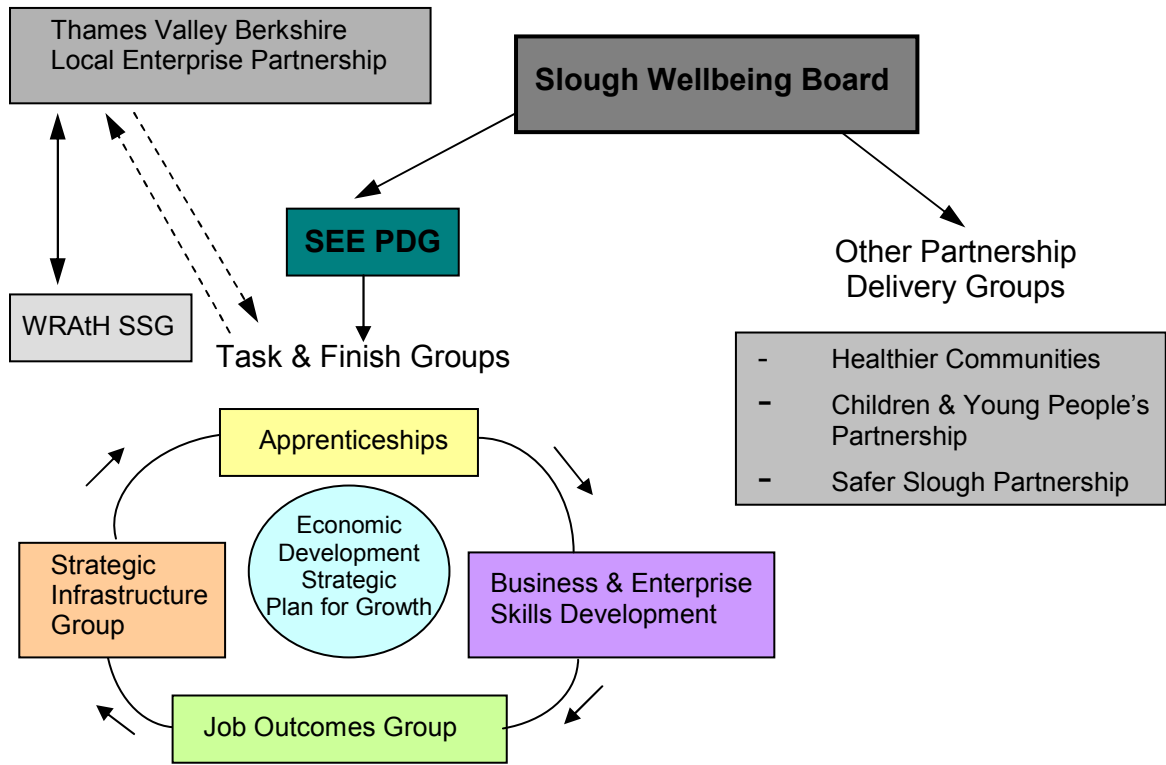 Thames Valley Berkshire
Local Enterprise Partnership
Slough Wellbeing Board
SEE PDG
Other Partnership
Delivery Groups
WRAtH SSG
Task & Finish Groups
- Healthier Communities
- Children & Young People's
Partnership
- Safer Slough Partnership
Apprenticeships
Economic
Development
Strategic
Plan for Growth
Strategic
Infrastructure
Group
Business & Enterprise
Skills Development
Job Outcomes Group